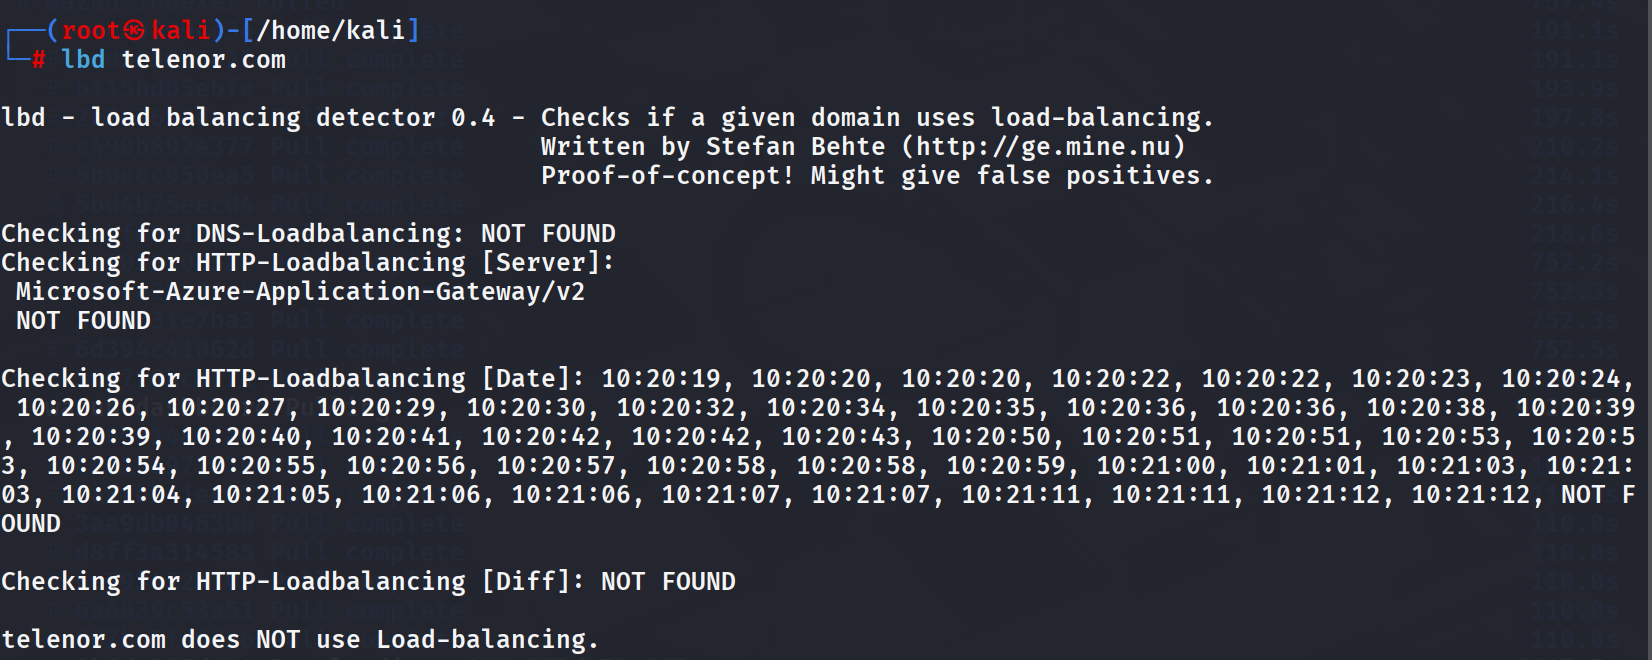 ┌──(root㉿kali)-[/home/kali]
└─# lbd telenor.com
lbd - load balancing detector 0.4 - Checks if a given domain uses load-balancing.
Written by Stefan Behte (http://ge.mine.nu)
Proof-of-concept! Might give false positives.
Checking for DNS-Loadbalancing: NOT FOUND
Checking for HTTP-Loadbalancing [Server]:
Microsoft-Azure-Application-Gateway/v2
NOT FOUND
Checking for HTTP-Loadbalancing [Date]: 10:20:19, 10:20:20, 10:20:20, 10:20:22, 10:20:22, 10:20:23, 10:20:24,
10:20:26, 10:20:27, 10:20:29, 10:20:30, 10:20:32, 10:20:34, 10:20:35, 10:20:36, 10:20:36, 10:20:38, 10:20:39
, 10:20:39, 10:20:40, 10:20:41, 10:20:42, 10:20:42, 10:20:43, 10:20:50, 10:20:51, 10:20:51, 10:20:53, 10:20:5
3, 10:20:54, 10:20:55, 10:20:56, 10:20:57, 10:20:58, 10:20:58, 10:20:59, 10:21:00, 10:21:01, 10:21:03, 10:21:
03, 10:21:04, 10:21:05, 10:21:06, 10:21:06, 10:21:07, 10:21:07, 10:21:11, 10:21:11, 10:21:12, 10:21:12, NOT F
OUND
Checking for HTTP-Loadbalancing [Diff]: NOT FOUND
telenor.com does NOT use Load-balancing.